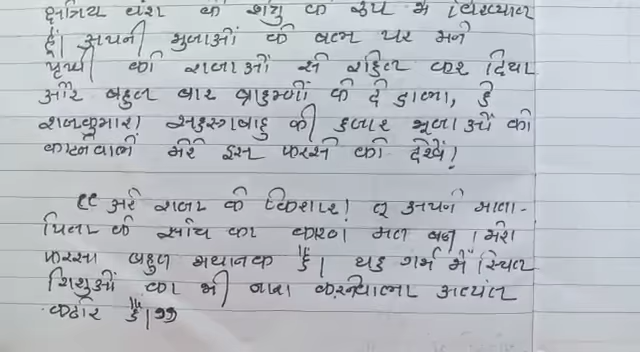 क्षत्रिय वंश के शत्रु के रूप में विख्यात
हूँ। अपनी भुजाओं के बल पर मैने
पृथ्वी को राजाओं से रहित कर दिया
और बहुत बार ब्राह्मणों को दे डाला, हे
राजकुमार! सहस्त्रबाहु की हजार भूजाओं को
काटनेवाले मेरे इस फरसे को देखें!
"अरे राजा के किशोर! तू अपने माता-
पिता के सोच का कारण मत बन। मेरा
फरसा बहुत भयानक है। यह गर्भ में स्थित
शिशुओं का भी नाश करनेवाला अत्यंत
कठोर है।"